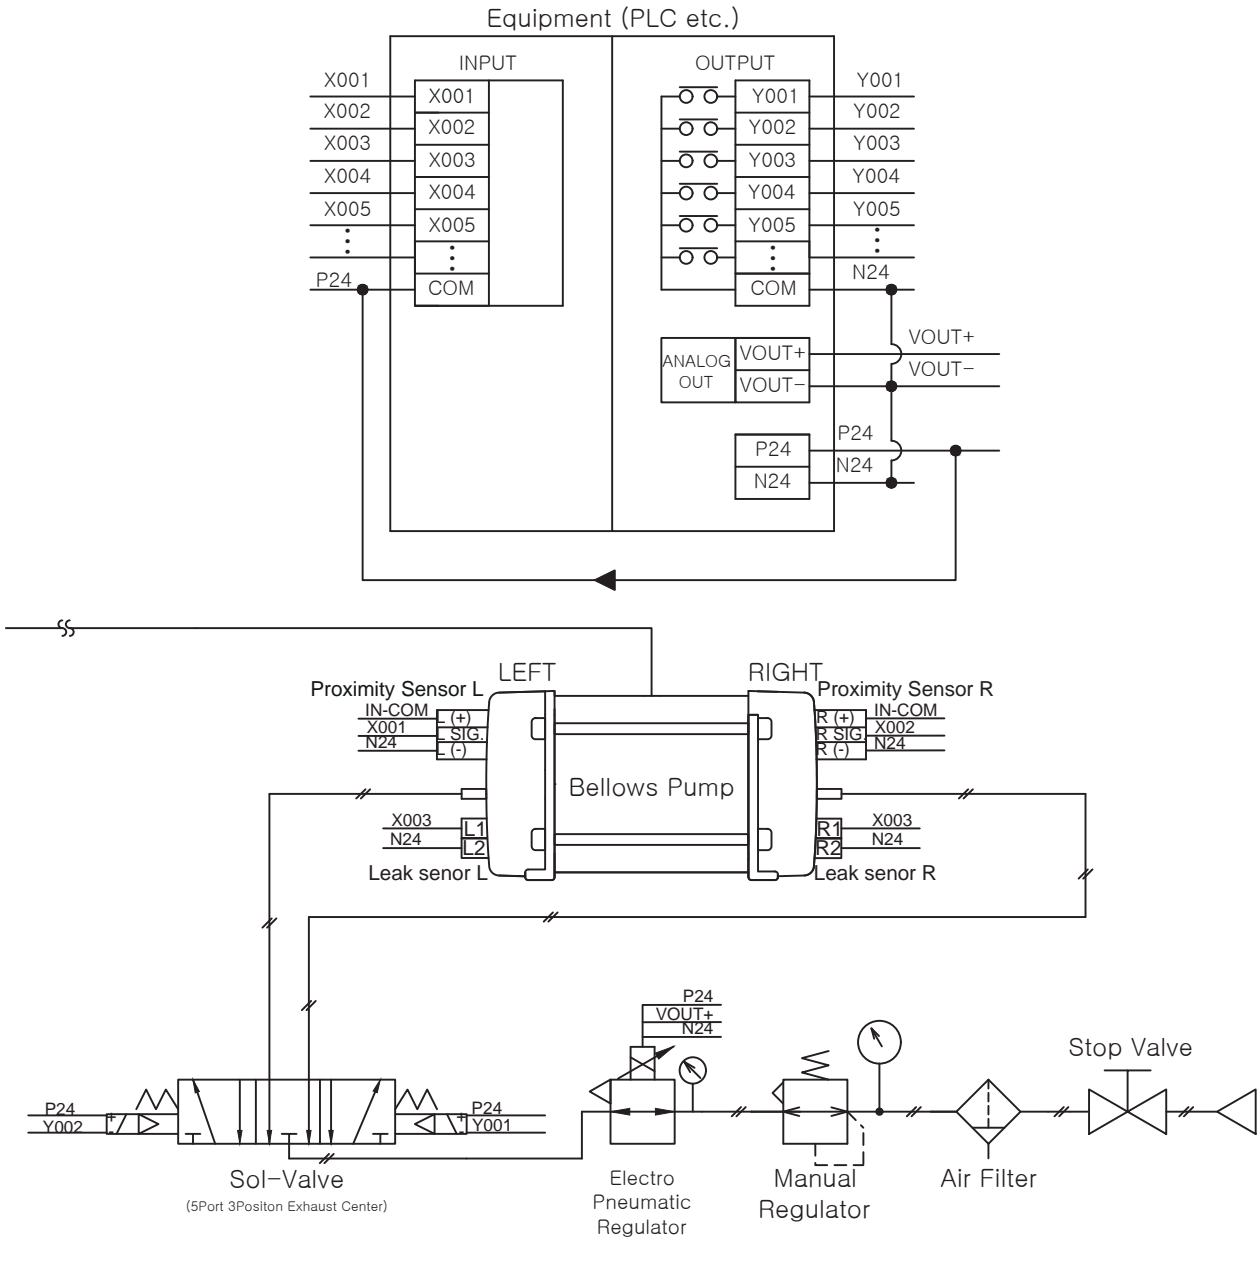 Equipment (PLC etc.)
INPUT
OUTPUT
X001
X001
Y001
Y001
X002
X002
Y002
Y002
X003
X003
Y003
Y003
X004
X004
Y004
Y004
X005
X005
Y005
Y005
P24
COM
COM
N24
ANALOG
OUT
VOUT+
VOUT+
VOUT-
VOUT-
P24
P24
N24
N24
LEFT
RIGHT
Proximity Sensor L
Proximity Sensor R
IN-COM
L (+)
R (+)
IN-COM
X001
L SIG.
R SIG.
X002
N24
L (-)
R (-)
N24
Bellows Pump
X003
L1
R1
X003
N24
L2
R2
N24
Leak senor L
Leak senor R
P24
VOUT+
N24
Stop Valve
P24
Y002
+
-
+
-
P24
Y001
Sol-Valve
(5Port 3Positon Exhaust Center)
Electro
Pneumatic
Regulator
Manual
Regulator
Air Filter